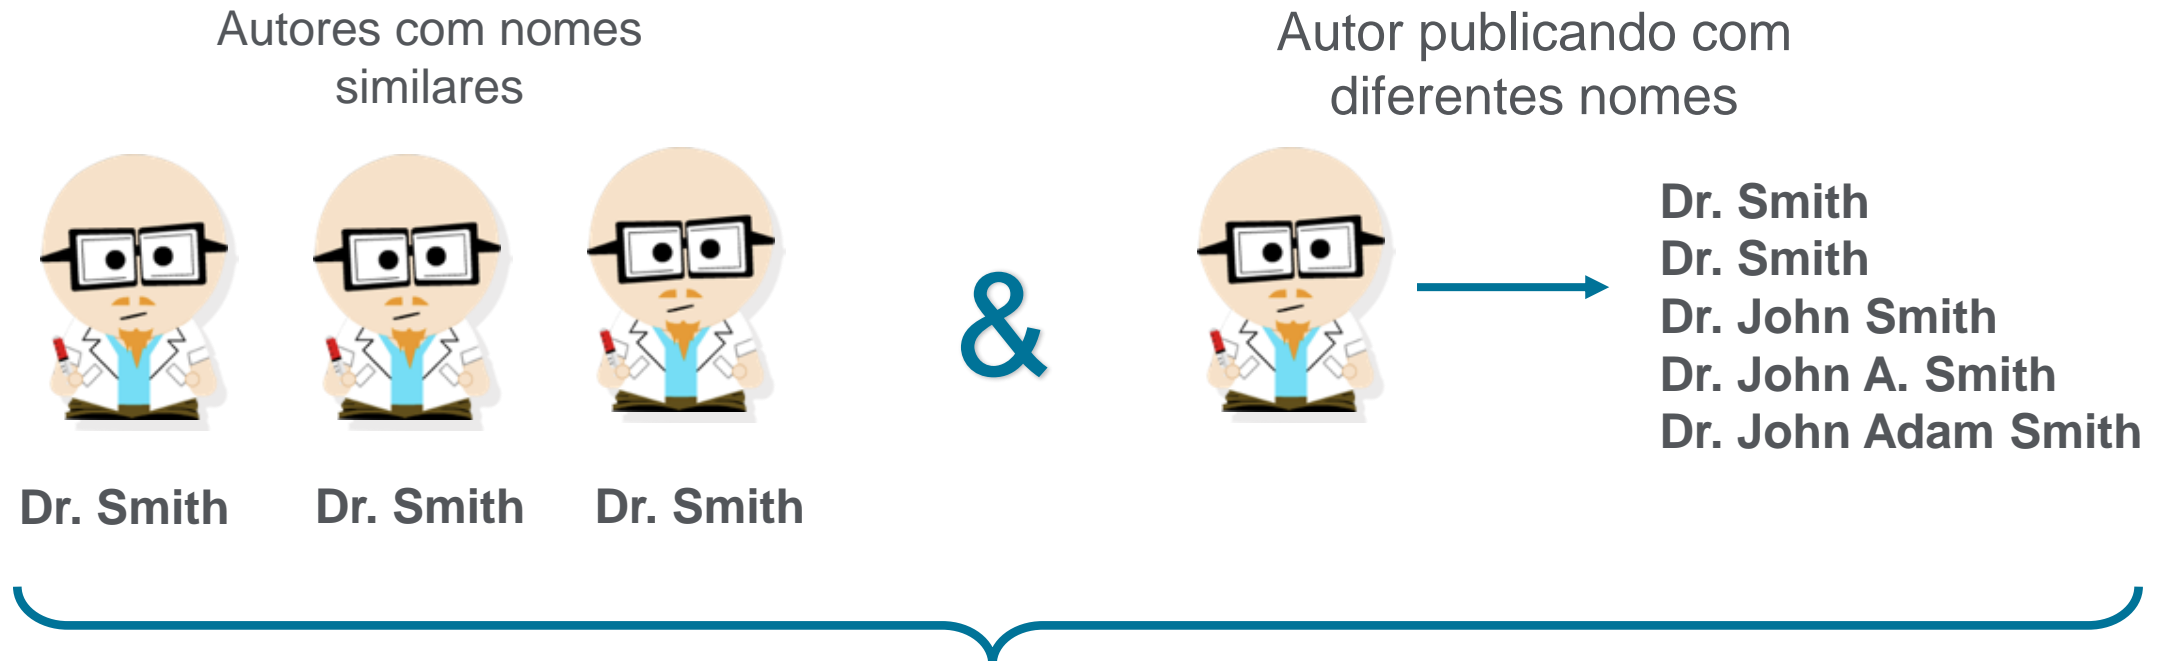 Autores com nomes
similares
Dr. Smith
Dr. Smith
Dr. Smith
&
Autor publicando com
diferentes nomes
Dr. Smith
Dr. Smith
Dr. John Smith
Dr. John A. Smith
Dr. John Adam Smith